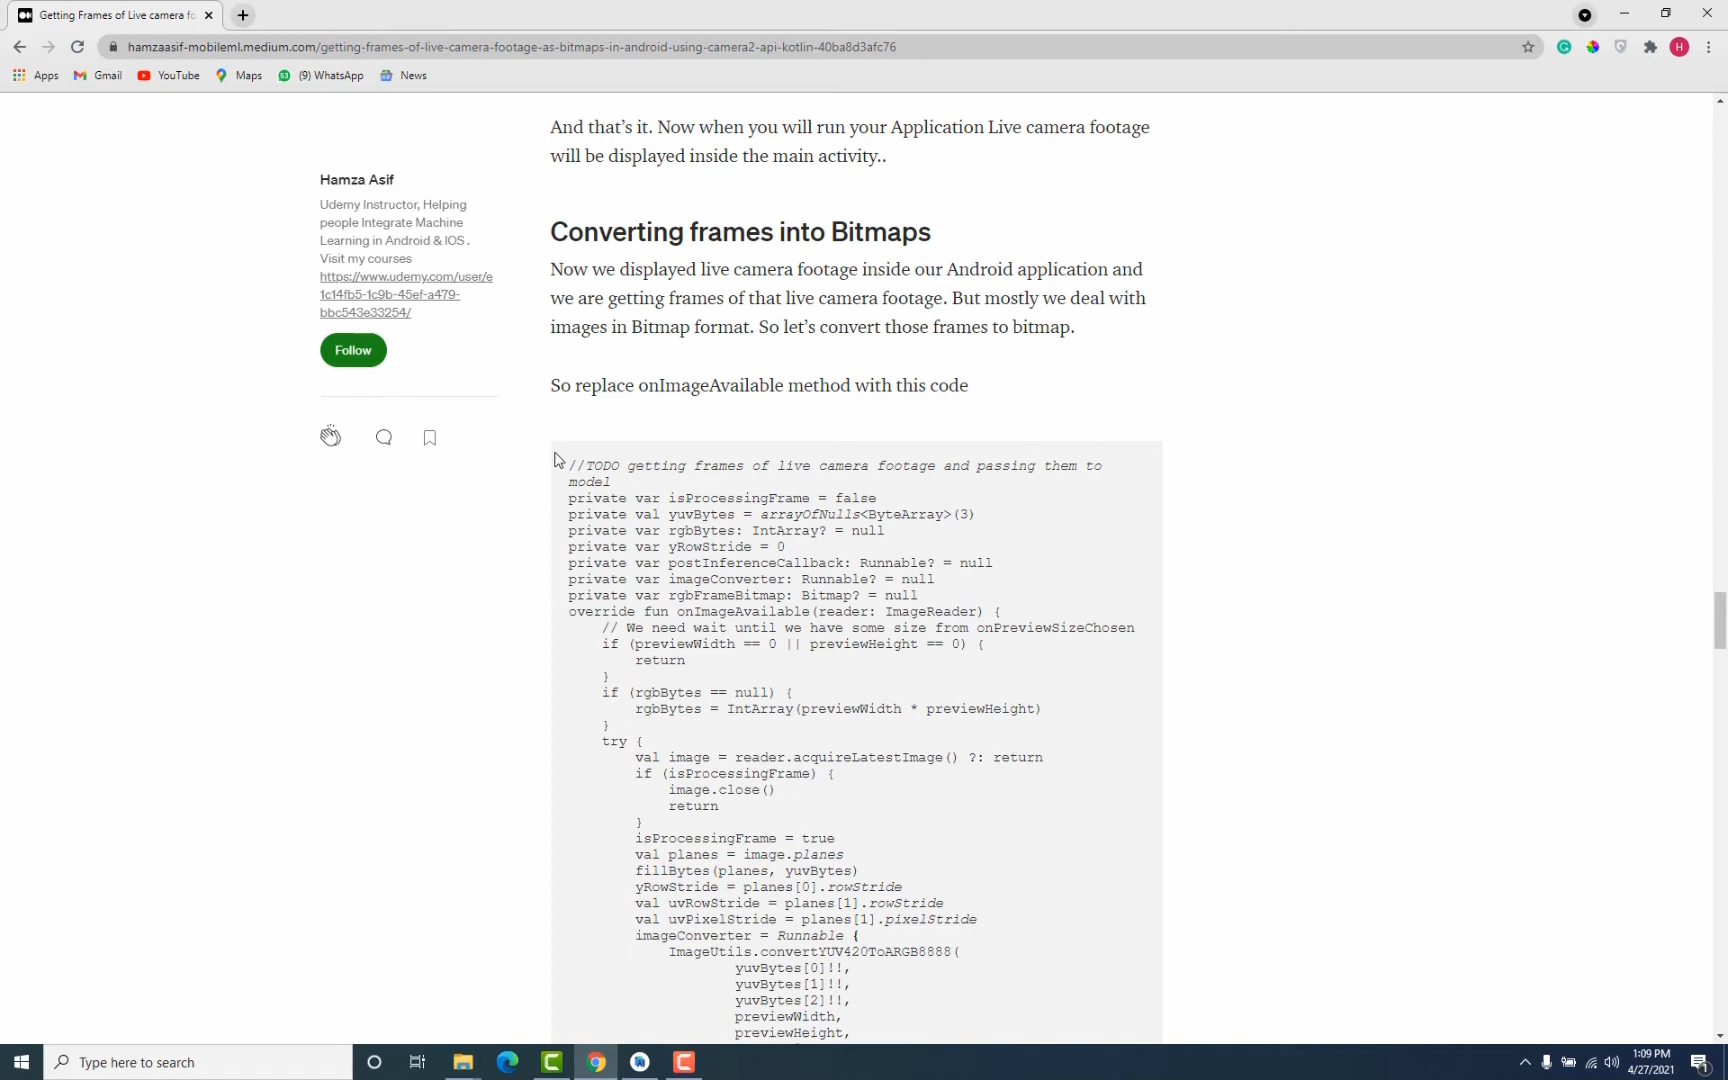 Getting Frames of Live camera fo
hamzaasif-mobileml.medium.com/getting-frames-of-live-camera-footage-as-bitmaps-in-android-using-camera2-api-kotlin-40ba8d3afc76
H
Apps
Gmail
YouTube
Maps
(9) WhatsApp
News
And that's it. Now when you will run your Application Live camera footage
will be displayed inside the main activity..
Hamza Asif
Udemy Instructor, Helping
people Integrate Machine
Learning in Android & IOS .
Visit my courses
https://www.udemy.com/user/e
1c14fb5-1c9b-45ef-a479-
bbc543e33254/
Follow
Converting frames into Bitmaps
Now we displayed live camera footage inside our Android application and
we are getting frames of that live camera footage. But mostly we deal with
images in Bitmap format. So let's convert those frames to bitmap.
So replace onImageAvailable method with this code
//TODO getting frames of live camera footage and passing them to
model
private var isProcessingFrame = false
private val yuvBytes = arrayOfNulls<ByteArray>(3)
private var rgbBytes: IntArray? = null
private var yRowStride = 0
private var postInferenceCallback: Runnable? = null
private var imageConverter: Runnable? = null
private var rgbFrameBitmap: Bitmap? = null
override fun onImageAvailable(reader: ImageReader) {
// We need wait until we have some size from onPreviewSizeChosen
if (previewWidth == 0 || previewHeight == 0) {
return
}
if (rgbBytes == null) {
rgbBytes = IntArray(previewWidth * previewHeight)
}
try {
val image = reader.acquireLatestImage() ?: return
if (isProcessingFrame) {
image.close()
return
}
isProcessingFrame = true
val planes = image.planes
fillBytes(planes, yuvBytes)
yRowStride = planes[0].rowStride
val uvRowStride = planes[1].rowStride
val uvPixelStride = planes[1].pixelStride
imageConverter = Runnable {
ImageUtils.convertYUV420ToARGB8888(
yuvBytes[0]!!,
yuvBytes[1]!!,
yuvBytes[2]!!,
previewWidth,
previewHeight,
Type here to search
1:09 PM
4/27/2021
1